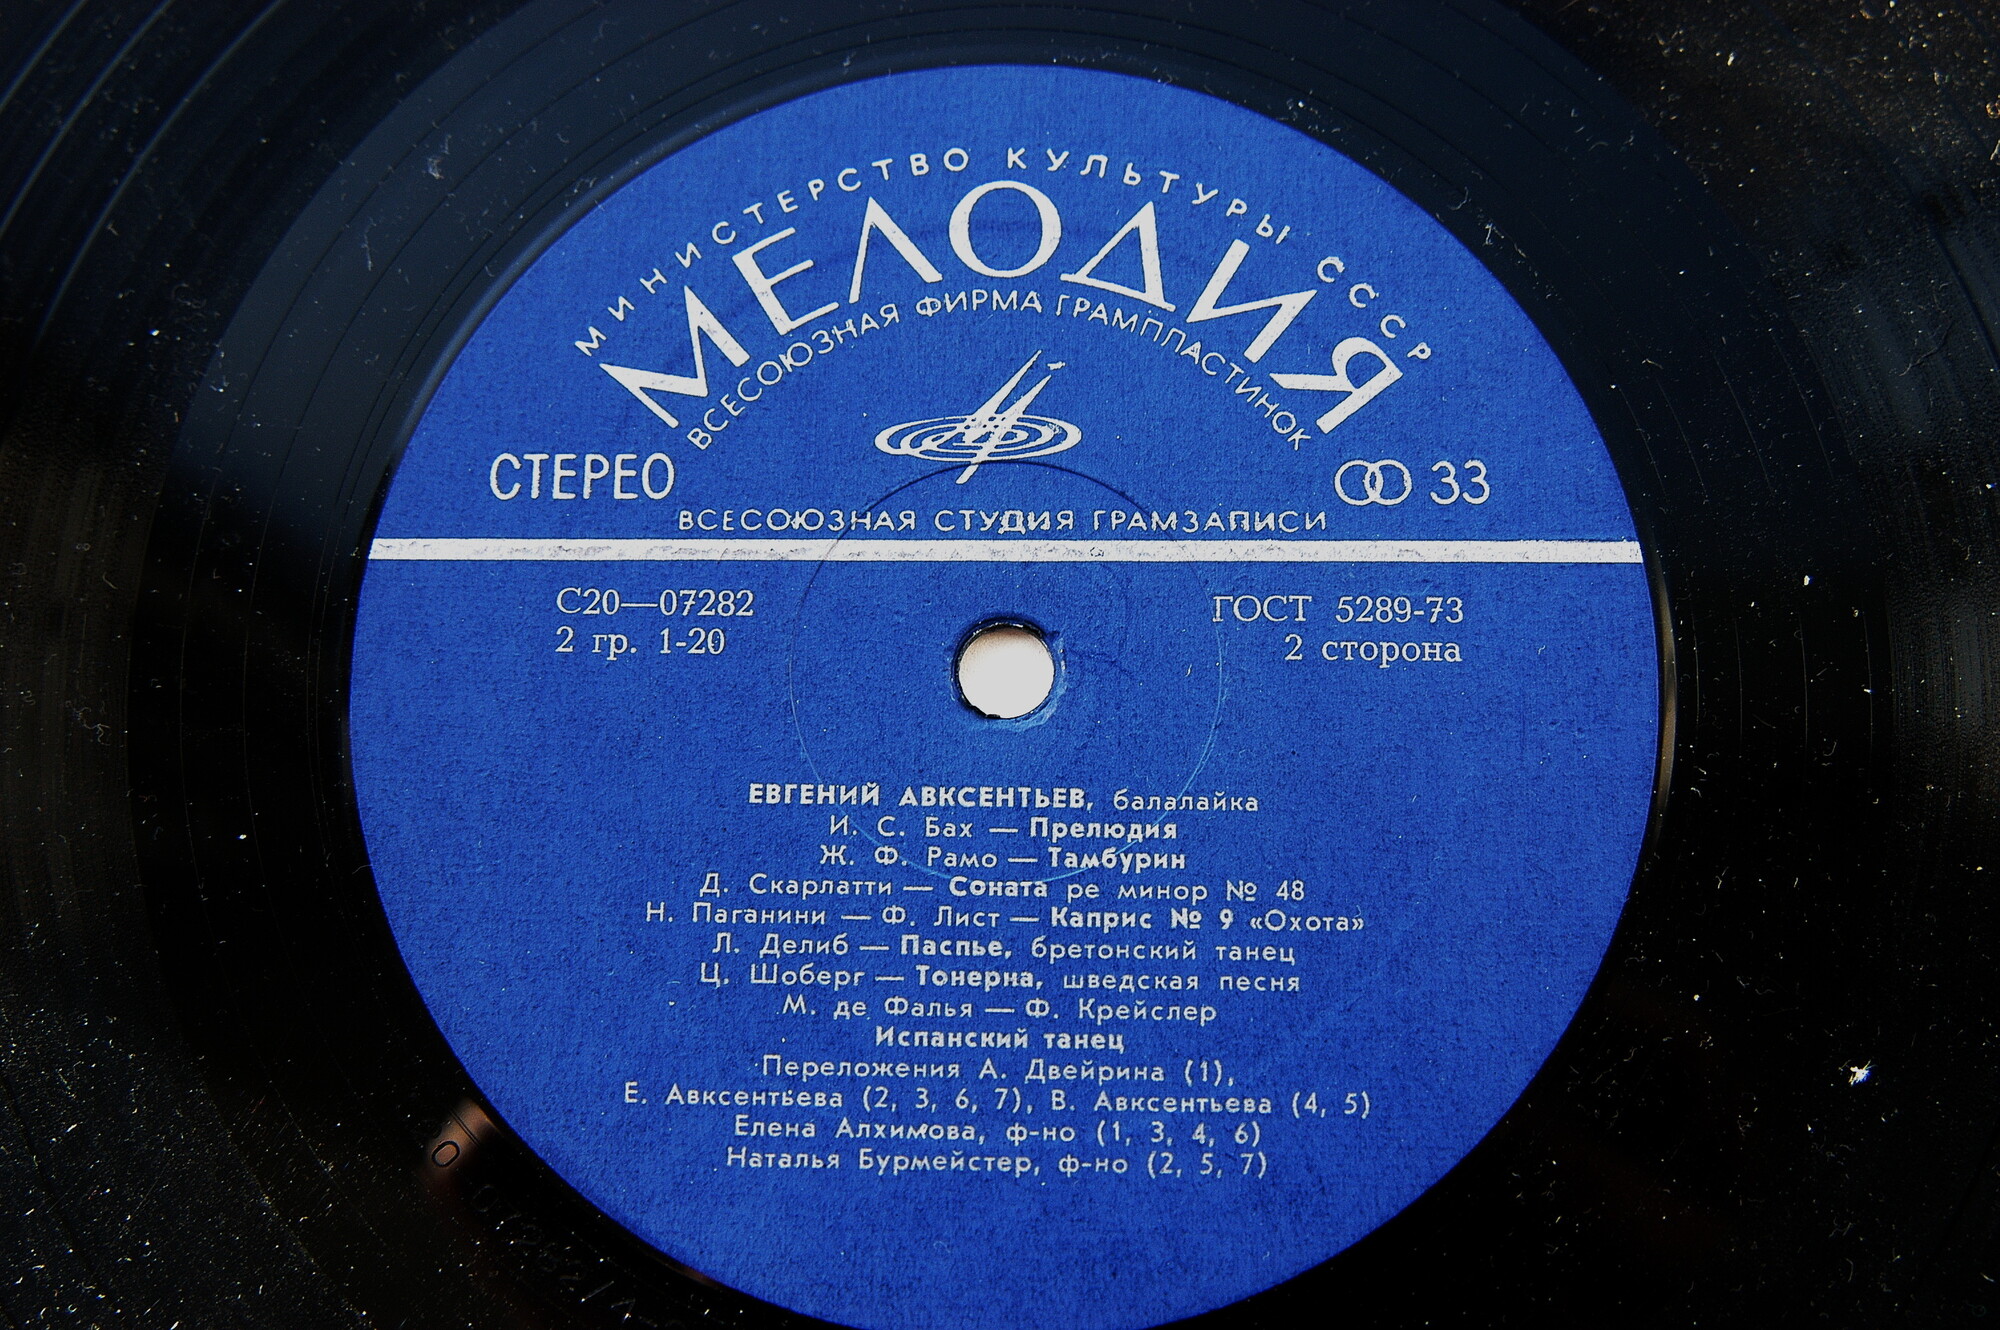 МИНИСТЕРСТВО КУЛЬТУРЫ СССР
МЕЛОДИЯ
ВСЕСОЮЗНАЯ ФИРМА ГРАМПЛАСТИНОК
СТЕРЕО
33
ВСЕСОЮЗНАЯ СТУДИЯ ГРАМЗАПИСИ
С20—07282
ГОСТ 5289-73
2 гр. 1-20
2 сторона
ЕВГЕНИЙ АВКСЕНТЬЕВ, балалайка
И. С. Бах — Прелюдия
Ж. Ф. Рамо — Тамбурин
Д. Скарлатти — Соната ре минор № 48
Н. Паганини — Ф. Лист — Каприс № 9 «Охота»
Л. Делиб — Паспье, бретонский танец
Ц. Шоберг — Тонерна, шведская песня
М. де Фалья — Ф. Крейслер
Испанский танец
Переложения А. Двейрина (1),
Е. Авксентьева (2, 3, 6, 7), В. Авксентьева (4, 5)
Елена Алхимова, ф-но (1, 3, 4, 6)
Наталья Бурмейстер, ф-но (2, 5, 7)